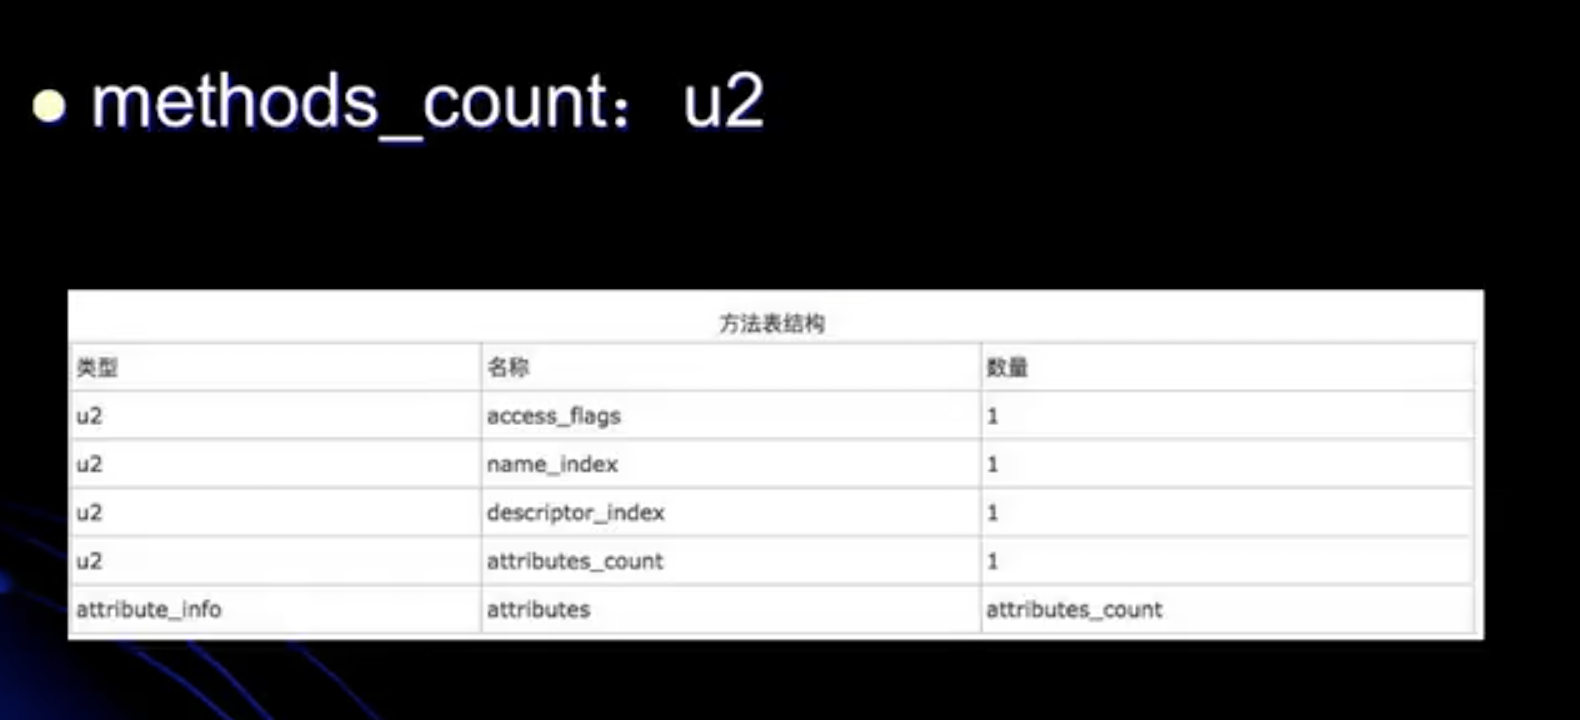 methods_count： u2
方法表结构
类型 名称 数量
u2 access_flags 1
u2 name_index 1
u2 descriptor_index 1
u2 attributes_count 1
attribute_info attributes attributes_count